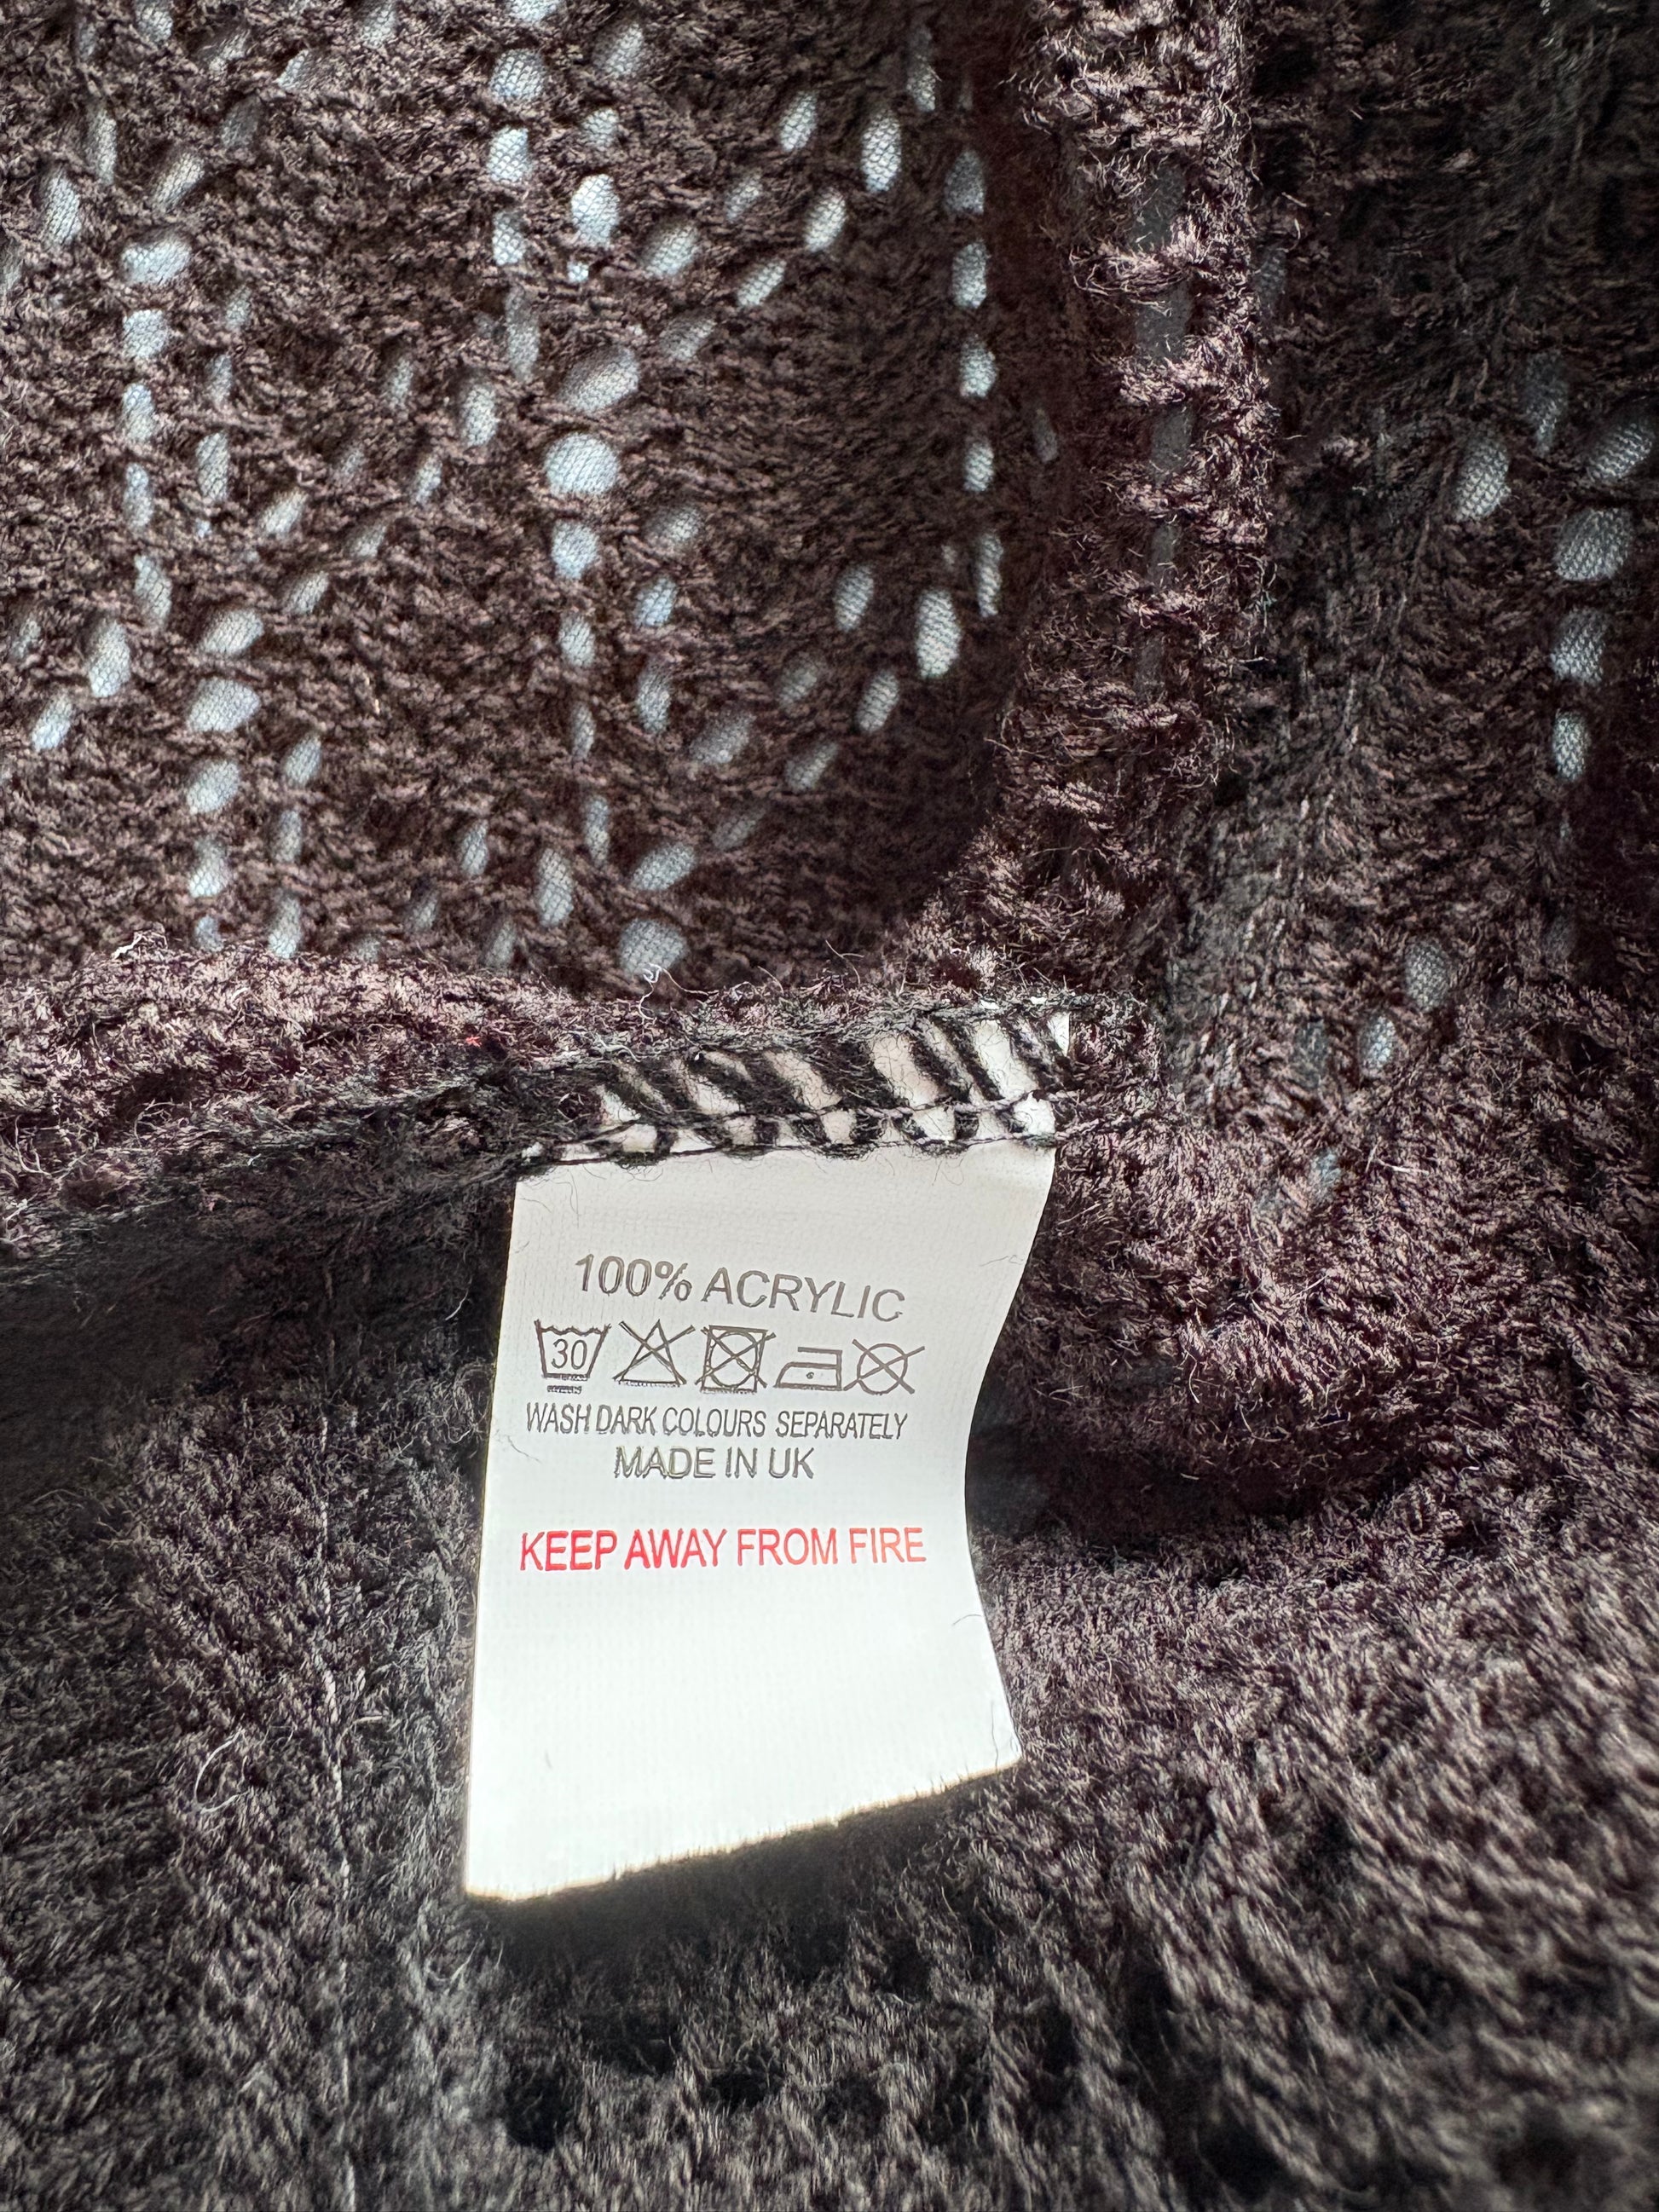 100% ACRYLIC
30
WASH DARK COLOURS SEPARATELY
MADE IN UK
KEEP AWAY FROM FIRE